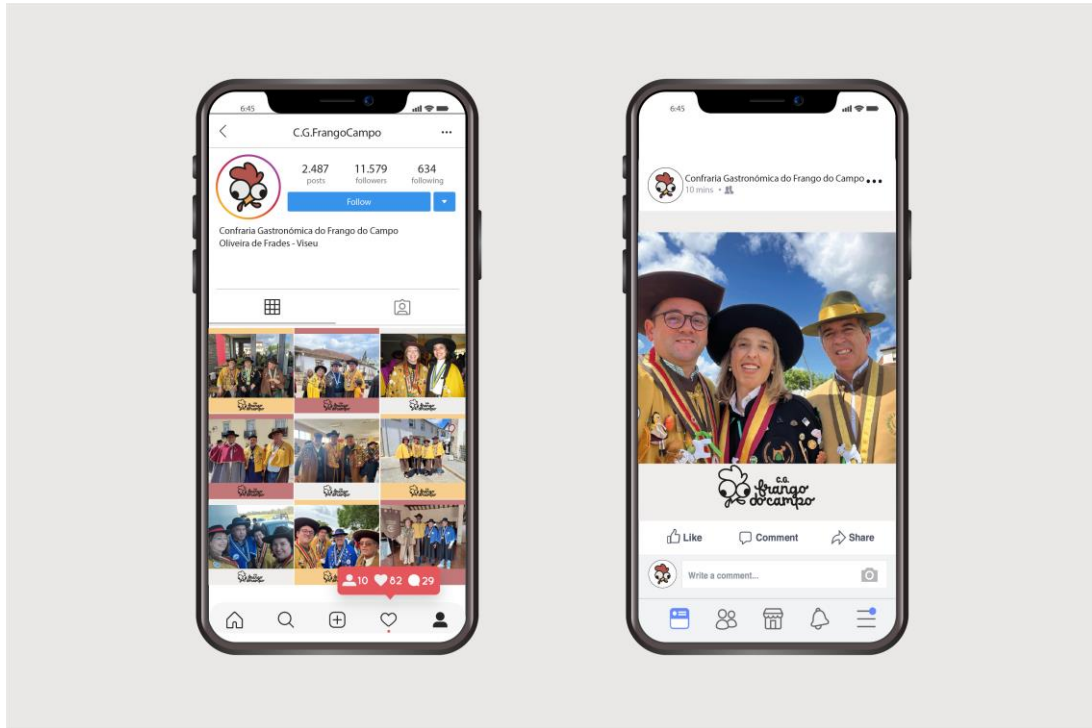 6:45
C.G.FrangoCampo
2.487 11.579 634
posts followers following
Follow
Confraria Gastronómica do Frango do Campo
Oliveira de Frades - Viseu
10 82 29
6:45
Confraria Gastronómica do Frango do Campo
10 mins
C.G.
frango
do campo
Like Comment Share
Write a comment...